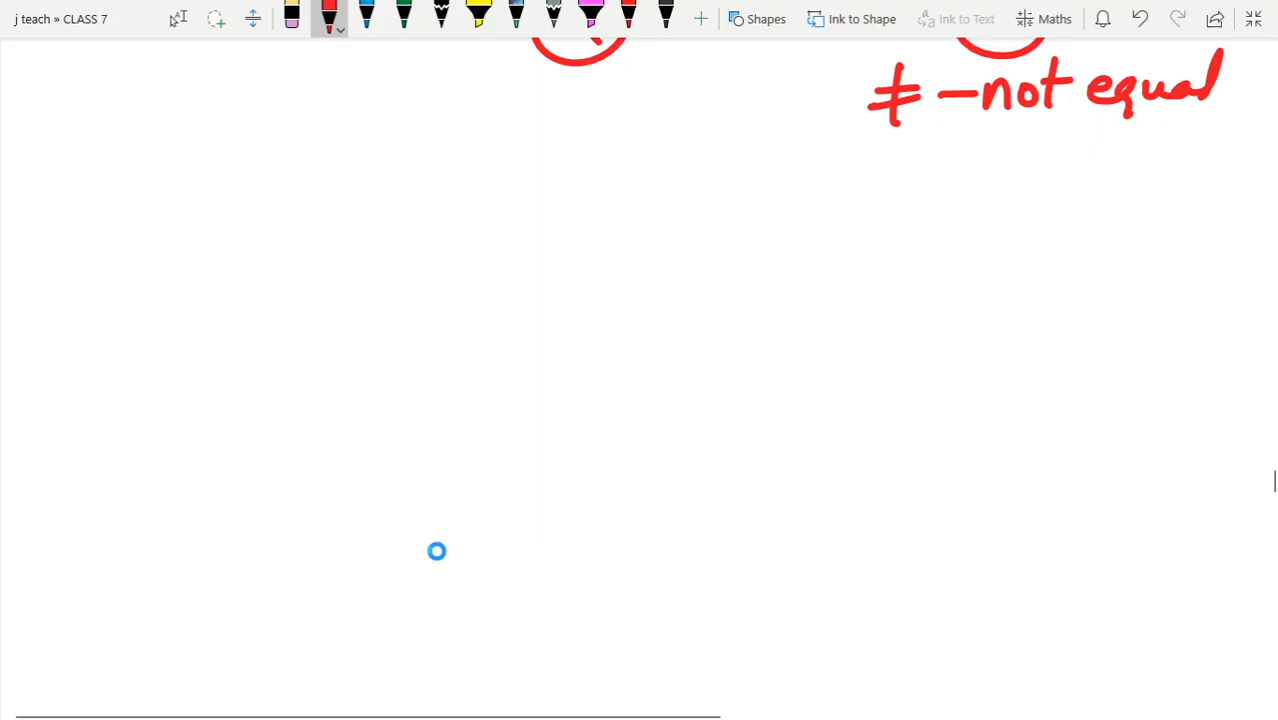 j teach » CLASS 7 Shapes Ink to Shape Ink to Text Maths
≠ - not equal